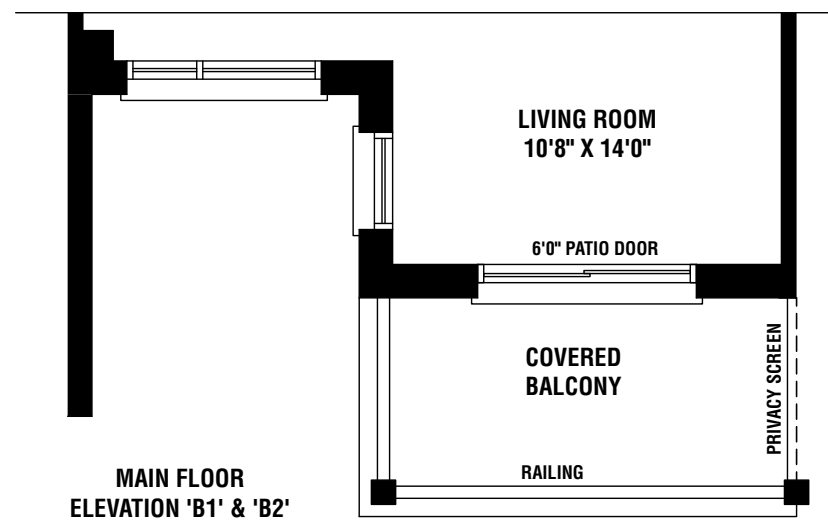 LIVING ROOM
10'8" X 14'0"
6'0" PATIO DOOR
COVERED
BALCONY
PRIVACY SCREEN
RAILING
MAIN FLOOR
ELEVATION 'B1' & 'B2'